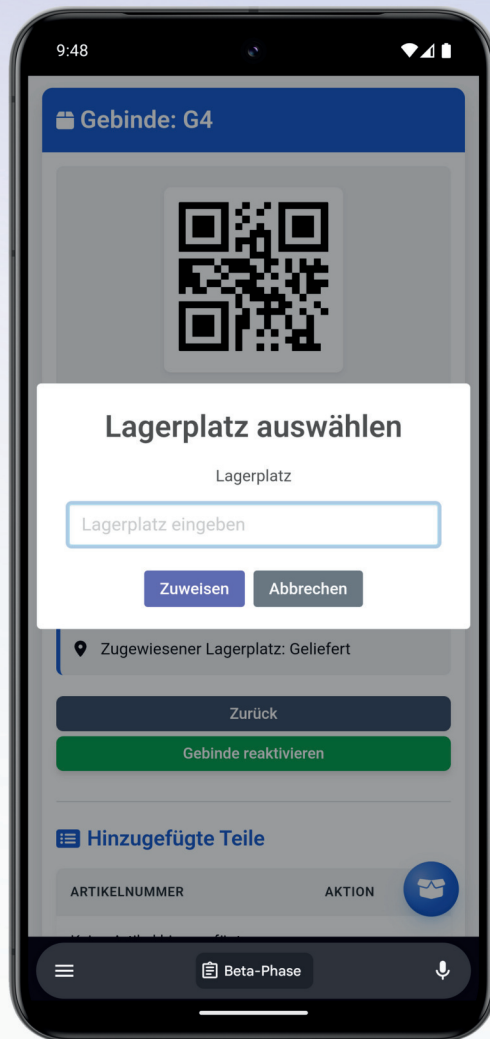 9:48
Gebinde: G4
Lagerplatz auswählen
Lagerplatz
Lagerplatz eingeben
Zuweisen Abbrechen
Zugewiesener Lagerplatz: Geliefert
Zurück
Gebinde reaktivieren
Hinzugefügte Teile
ARTIKELNUMMER AKTION
Beta-Phase